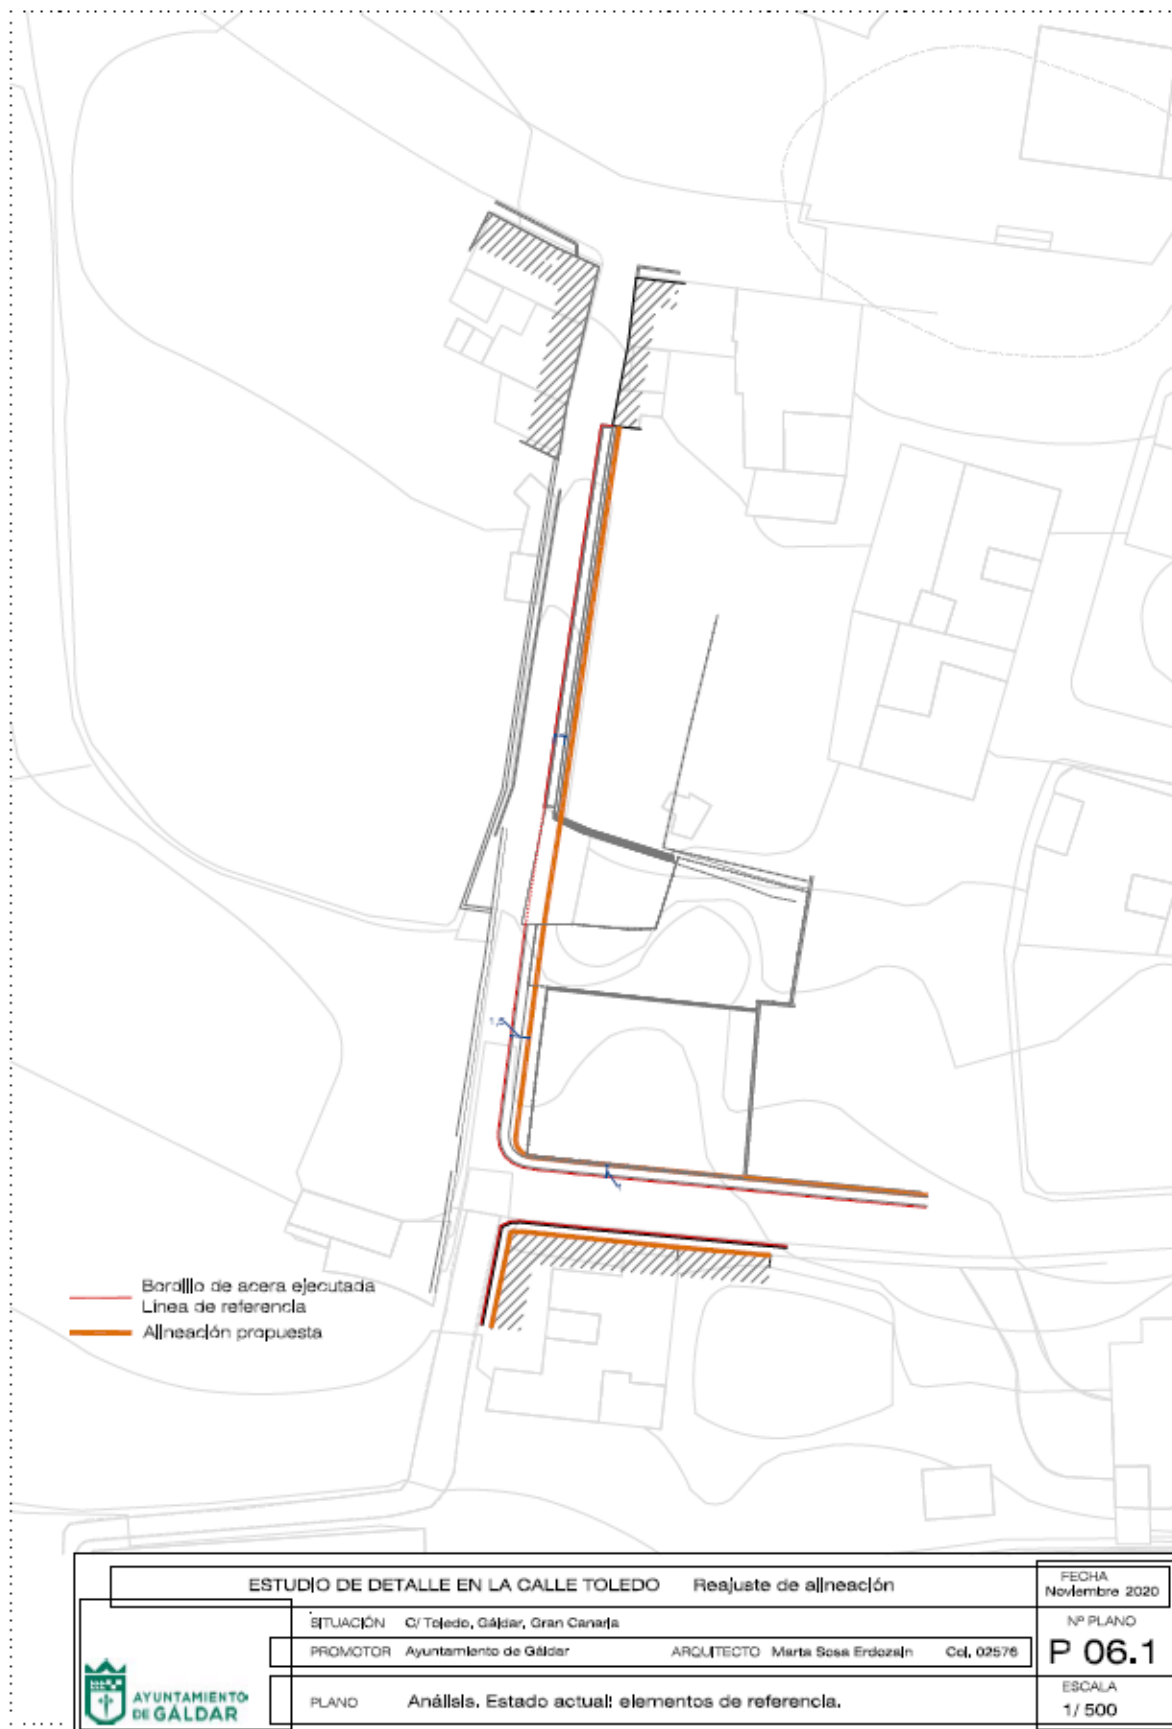 Bordillo de acera ejecutada
Línea de referencia
Alineación propuesta
ESTUDIO DE DETALLE EN LA CALLE TOLEDO Reajuste de alineación
FECHA
Noviembre 2020
SITUACIÓN C/ Toledo, Gáldar, Gran Canaria
Nº PLANO
P 06.1
PROMOTOR Ayuntamiento de Gáldar ARQUITECTO Marta Sosa Erdozain Col. 02576
PLANO Análisis. Estado actual: elementos de referencia.
ESCALA
1/ 500
AYUNTAMIENTO
DE GÁLDAR